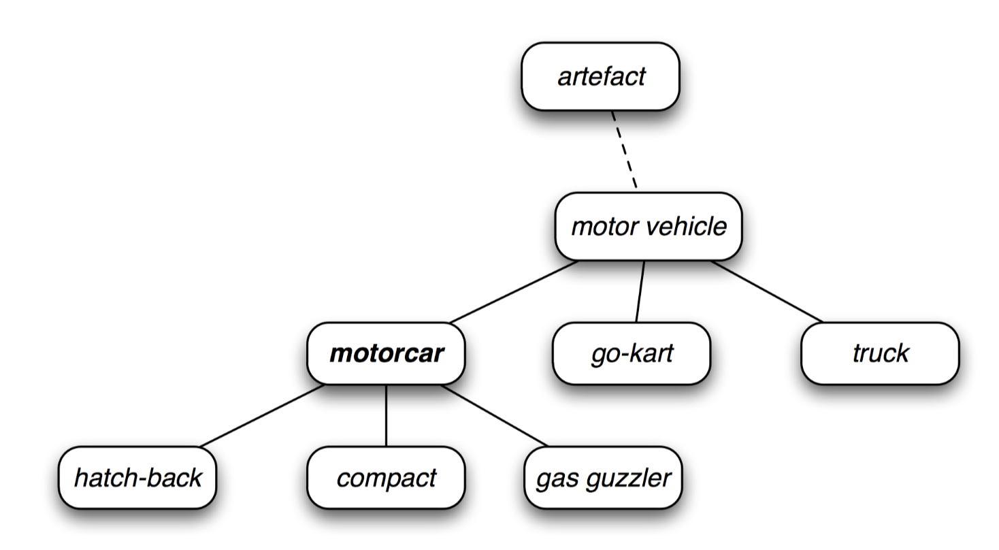 artefact
motor vehicle
motorcar
go-kart
truck
hatch-back
compact
gas guzzler